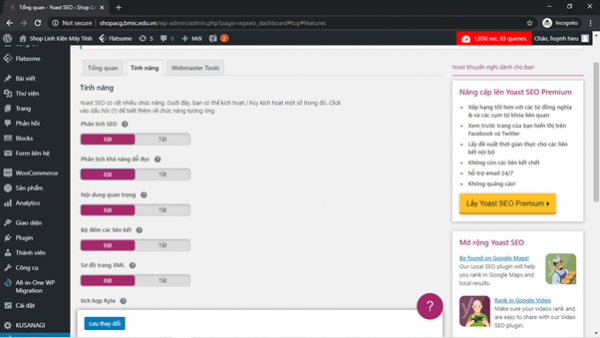 Tổng quan - Yoast SEO ‹ Shop Lin
Incognito
Not secure | shopacg.bmic.edu.vn/wp-admin/admin.php?page=wpseo_dashboard#top#features
Shop Linh Kiện Máy Tính
Flatsome
5
0
Mới
2
1,038 sec. 93 queries.
Chào, huynh hieu
Flatsome
Bài viết
Thư viện
Trang
Phản hồi
Blocks
Form liên hệ
WooCommerce
Sản phẩm
Analytics
Giao diện
Plugin
Thành viên
Công cụ
All-in-One WP
Migration
Cài đặt
KUSANAGI
Tổng quan
Tính năng
Webmaster Tools
Tính năng
Yoast SEO có rất nhiều chức năng. Dưới đây, bạn có thể kích hoạt / hủy kích hoạt một số trong đó. Click
vào dấu hỏi (?) để biết thêm về chức năng tương ứng.
Phân tích SEO
Bật
Tắt
Phân tích khả năng dễ đọc
Bật
Tắt
Nội dung quan trọng
Bật
Tắt
Bộ đếm các liên kết
Bật
Tắt
Sơ đồ trang XML
Bật
Tắt
tích hợp Ryte
Lưu thay đổi
?
Yoast khuyến nghị dành cho bạn
Nâng cấp lên Yoast SEO Premium
• Xếp hạng tốt hơn với các từ đồng nghĩa
& và các cụm từ khóa liên quan
• Xem trước trang của bạn hiển thị trên
Facebook và Twitter
• Lấy đề xuất thời gian thực cho các liên
kết nội bộ
• Không còn các liên kết chết
• hỗ trợ email 24/7
• Không quảng cáo!
Lấy Yoast SEO Premium
Mở rộng Yoast SEO
Be found on Google Maps!
Our Local SEO plugin will help
you rank in Google Maps and
local results.
Rank in Google Video
Make sure your videos rank and
are easy to share with our Video
SEO plugin.